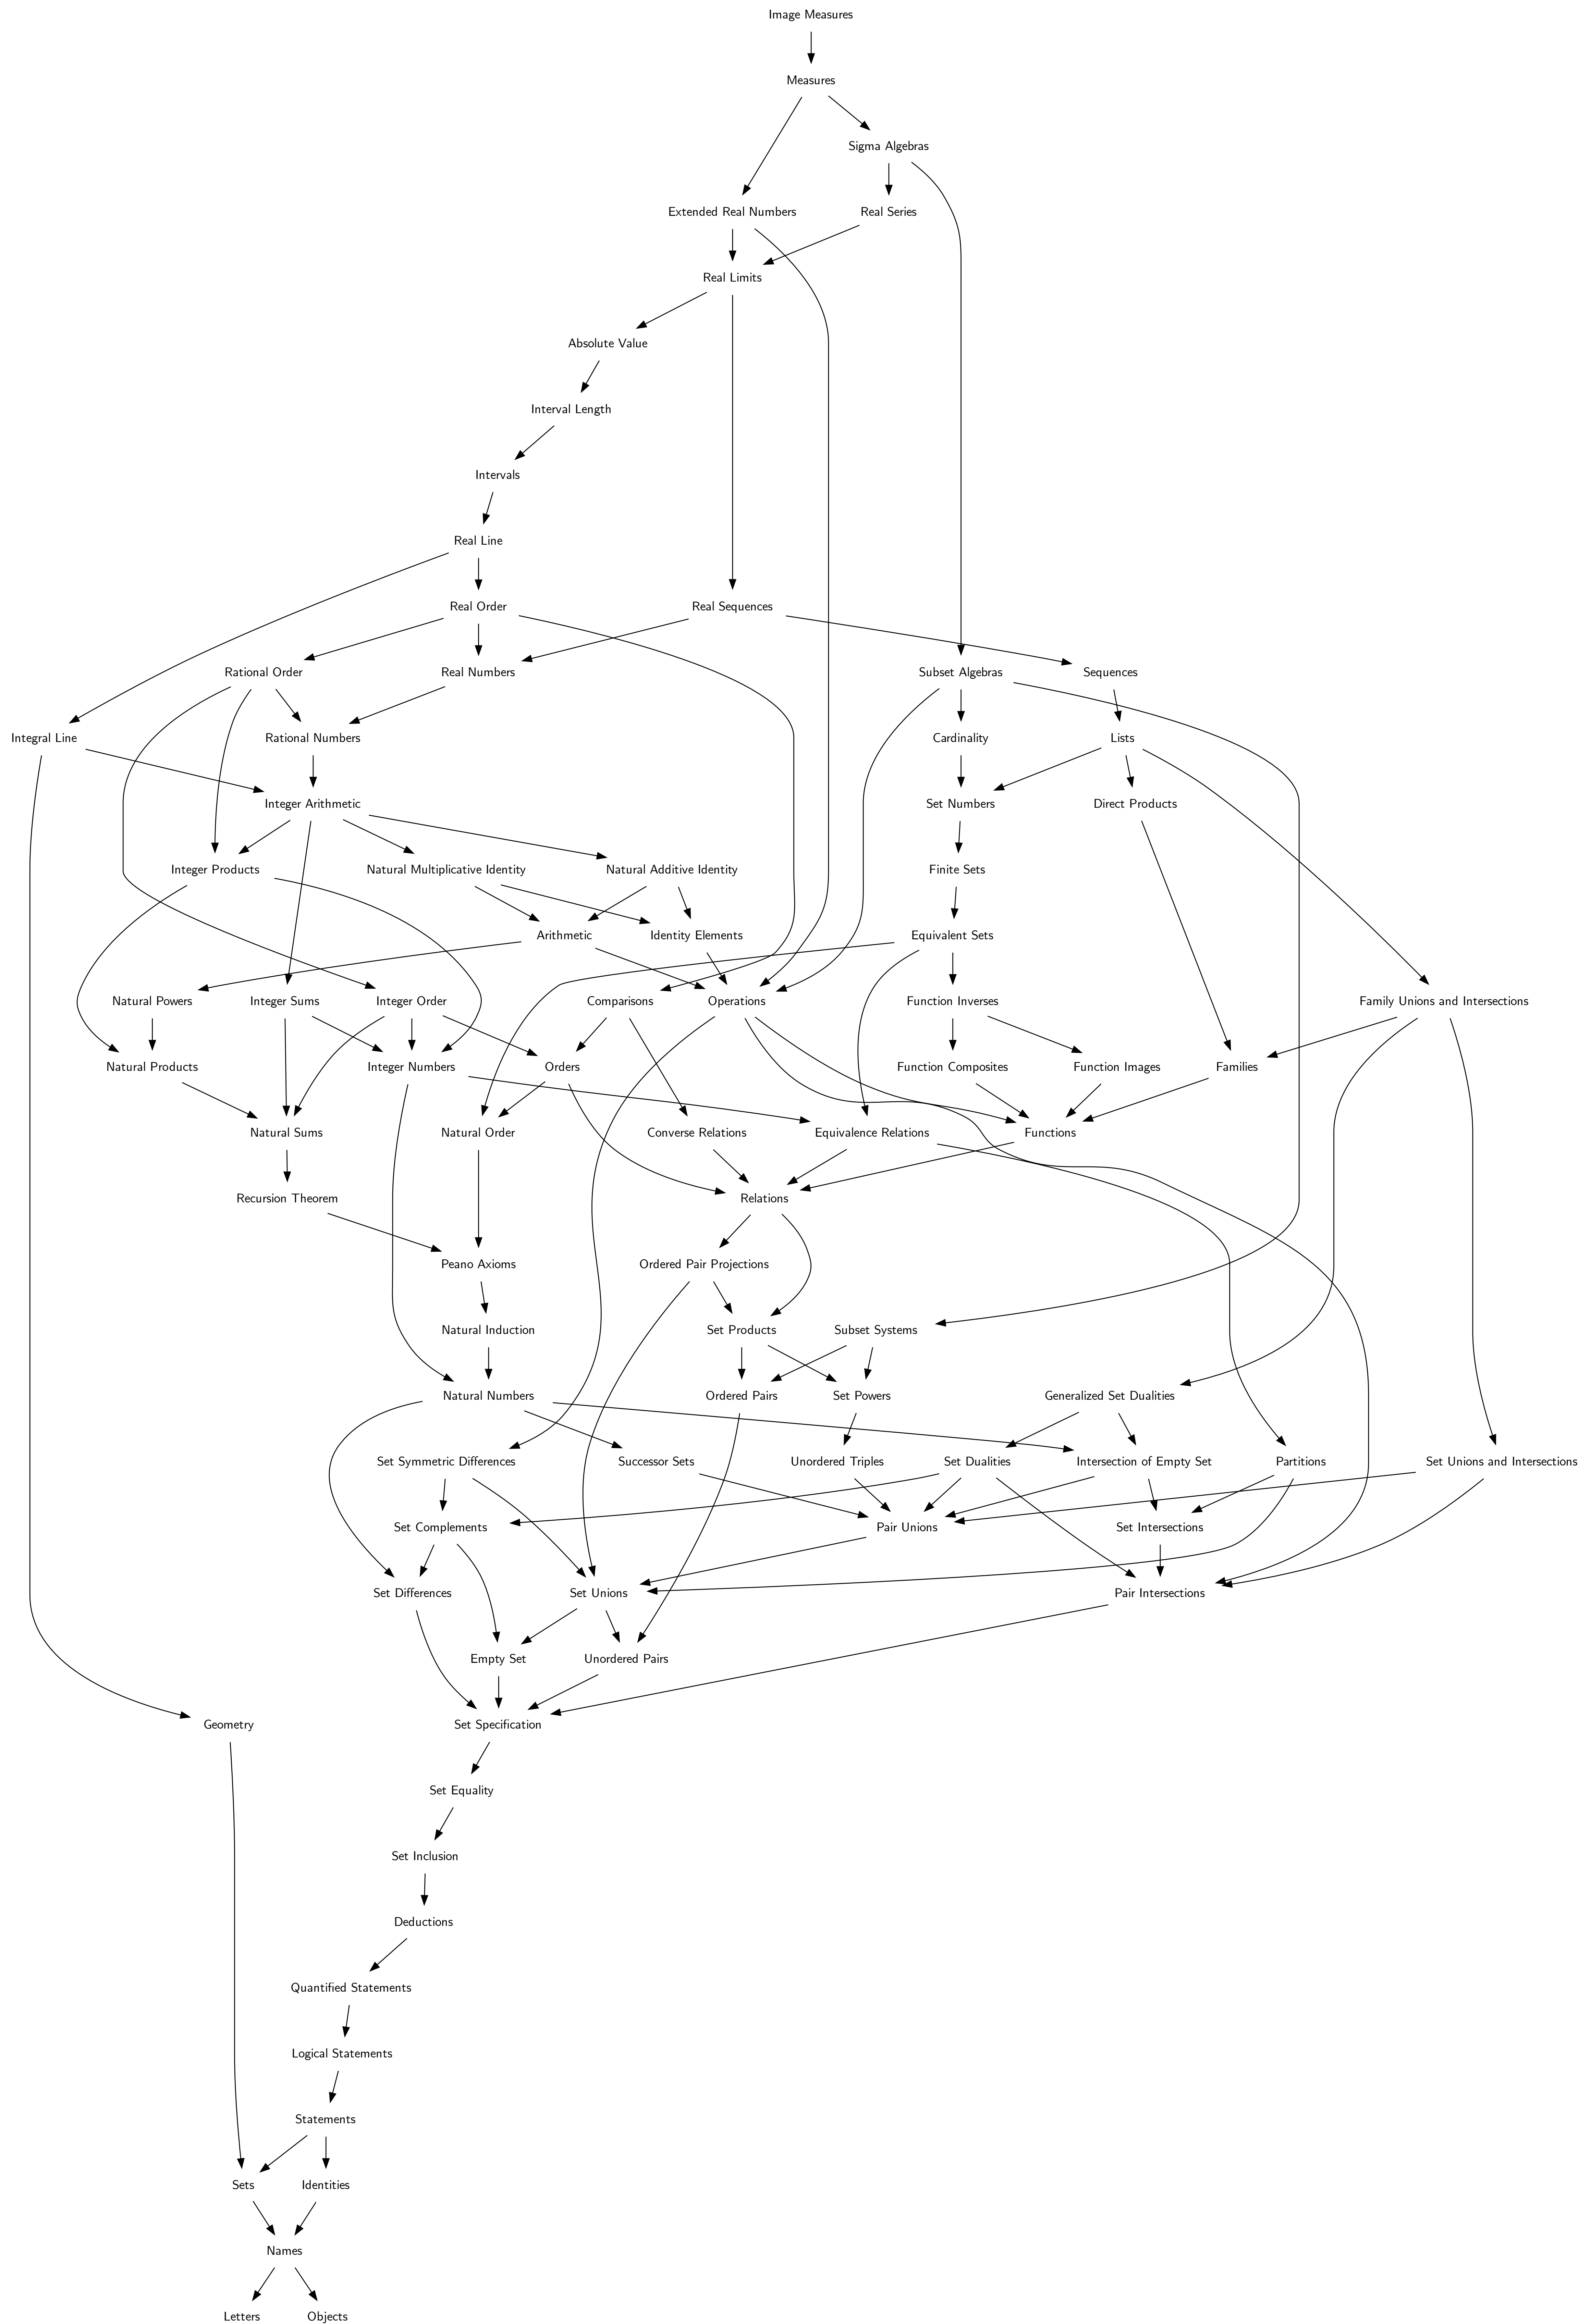 Image Measures
Measures
Sigma Algebras
Extended Real Numbers
Real Series
Real Limits
Absolute Value
Interval Length
Intervals
Real Line
Real Order
Real Sequences
Rational Order
Real Numbers
Subset Algebras
Sequences
Integral Line
Rational Numbers
Cardinality
Lists
Integer Arithmetic
Set Numbers
Direct Products
Integer Products
Natural Multiplicative Identity
Natural Additive Identity
Finite Sets
Arithmetic
Identity Elements
Equivalent Sets
Natural Powers
Integer Sums
Integer Order
Comparisons
Operations
Function Inverses
Family Unions and Intersections
Natural Products
Integer Numbers
Orders
Function Composites
Function Images
Families
Natural Sums
Natural Order
Converse Relations
Equivalence Relations
Functions
Recursion Theorem
Relations
Peano Axioms
Ordered Pair Projections
Natural Induction
Set Products
Subset Systems
Natural Numbers
Ordered Pairs
Set Powers
Generalized Set Dualities
Set Symmetric Differences
Successor Sets
Unordered Triples
Set Dualities
Intersection of Empty Set
Partitions
Set Unions and Intersections
Set Complements
Pair Unions
Set Intersections
Set Differences
Set Unions
Pair Intersections
Empty Set
Unordered Pairs
Geometry
Set Specification
Set Equality
Set Inclusion
Deductions
Quantified Statements
Logical Statements
Statements
Sets
Identities
Names
Letters
Objects